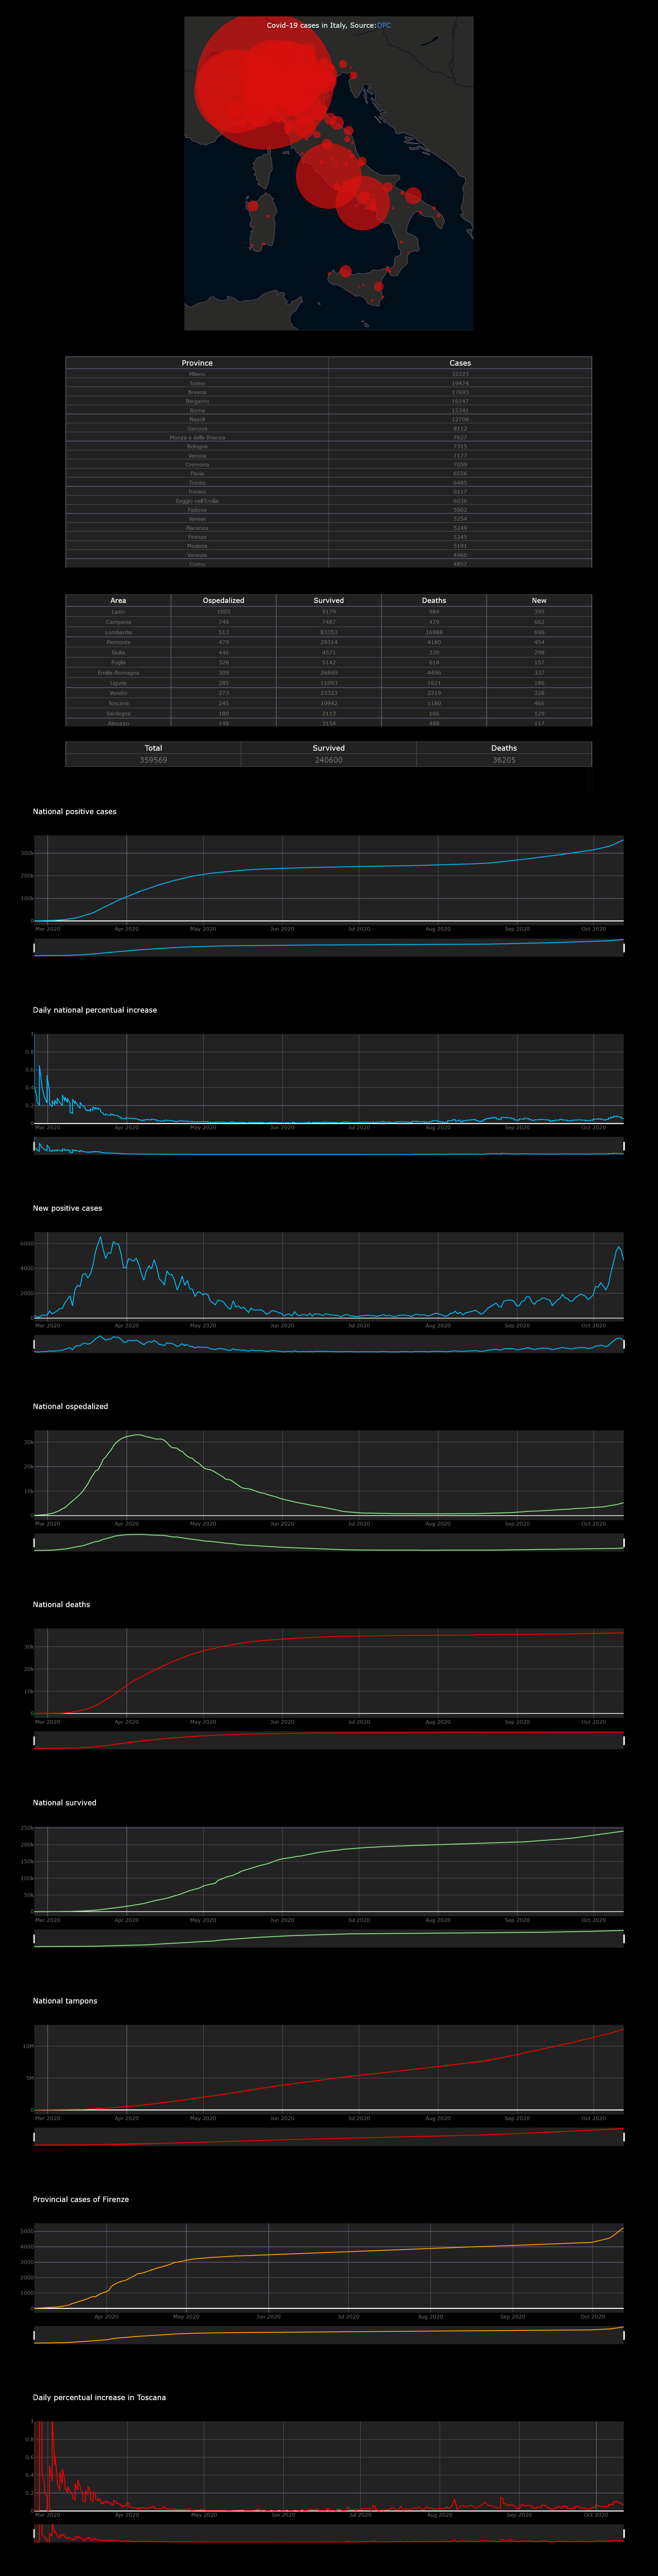 Covid-19 cases in Italy, Source:DPC
Province Cases
Milano 32223
Torino 19474
Brescia 17693
Bergamo 16147
Roma 15341
Napoli 12708
Genova 8112
Monza e della Brianza 7627
Bologna 7315
Verona 7177
Cremona 7059
Pavia 6556
Trento 6485
Treviso 6117
Reggio nell'Emilia 6036
Padova 5902
Varese 5254
Piacenza 5249
Firenze 5245
Modena 5191
Venezia 4960
Como 4857
Area Ospedalized Survived Deaths New
Lazio 1005 9179 984 395
Campania 749 7487 479 662
Lombardia 513 83353 16988 696
Piemonte 479 29314 4180 454
Sicilia 446 4571 339 298
Puglia 326 5142 614 157
Emilia-Romagna 309 26849 4496 337
Liguria 285 11093 1621 186
Veneto 273 23323 2219 328
Toscana 245 10942 1180 466
Sardegna 180 2113 166 129
Abruzzo 148 3154 488 117
Total Survived Deaths
359569 240600 36205
National positive cases
300k
200k
100k
0
Mar 2020 Apr 2020 May 2020 Jun 2020 Jul 2020 Aug 2020 Sep 2020 Oct 2020
Daily national percentual increase
1
0.8
0.6
0.4
0.2
0
Mar 2020 Apr 2020 May 2020 Jun 2020 Jul 2020 Aug 2020 Sep 2020 Oct 2020
New positive cases
6000
4000
2000
0
Mar 2020 Apr 2020 May 2020 Jun 2020 Jul 2020 Aug 2020 Sep 2020 Oct 2020
National ospedalized
30k
20k
10k
0
Mar 2020 Apr 2020 May 2020 Jun 2020 Jul 2020 Aug 2020 Sep 2020 Oct 2020
National deaths
30k
20k
10k
0
Mar 2020 Apr 2020 May 2020 Jun 2020 Jul 2020 Aug 2020 Sep 2020 Oct 2020
National survived
250k
200k
150k
100k
50k
0
Mar 2020 Apr 2020 May 2020 Jun 2020 Jul 2020 Aug 2020 Sep 2020 Oct 2020
National tampons
10M
5M
0
Mar 2020 Apr 2020 May 2020 Jun 2020 Jul 2020 Aug 2020 Sep 2020 Oct 2020
Provincial cases of Firenze
5000
4000
3000
2000
1000
0
Apr 2020 May 2020 Jun 2020 Jul 2020 Aug 2020 Sep 2020 Oct 2020
Daily percentual increase in Toscana
1
0.8
0.6
0.4
0.2
0
Mar 2020 Apr 2020 May 2020 Jun 2020 Jul 2020 Aug 2020 Sep 2020 Oct 2020